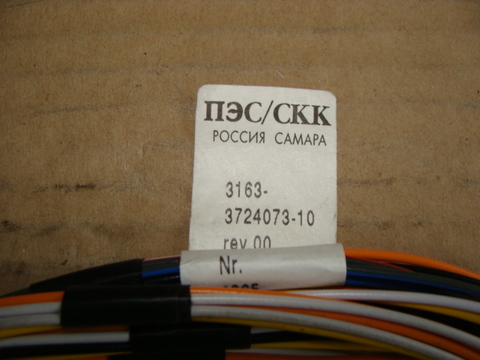 ПЭС/СКК
РОССИЯ САМАРА
3163-
3724073-10
rev 00
Nr.